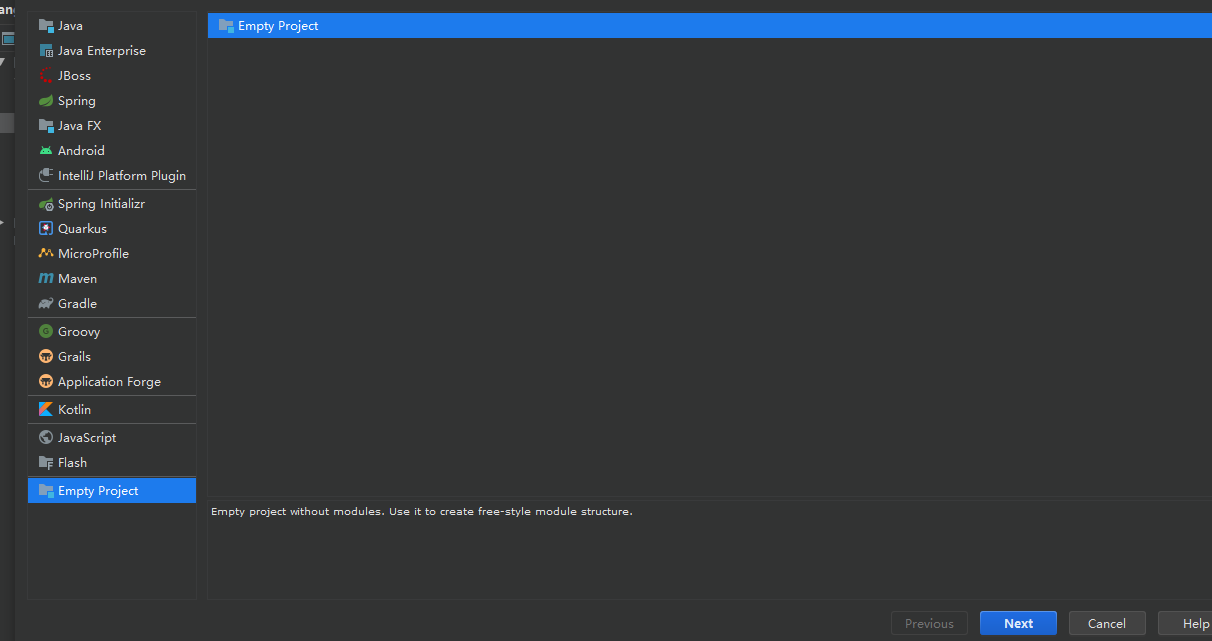 Java
Java Enterprise
JBoss
Spring
Java FX
Android
IntelliJ Platform Plugin
Spring Initializr
Quarkus
MicroProfile
Maven
Gradle
Groovy
Grails
Application Forge
Kotlin
JavaScript
Flash
Empty Project
Empty Project
Empty project without modules. Use it to create free-style module structure.
Previous
Next
Cancel
Help